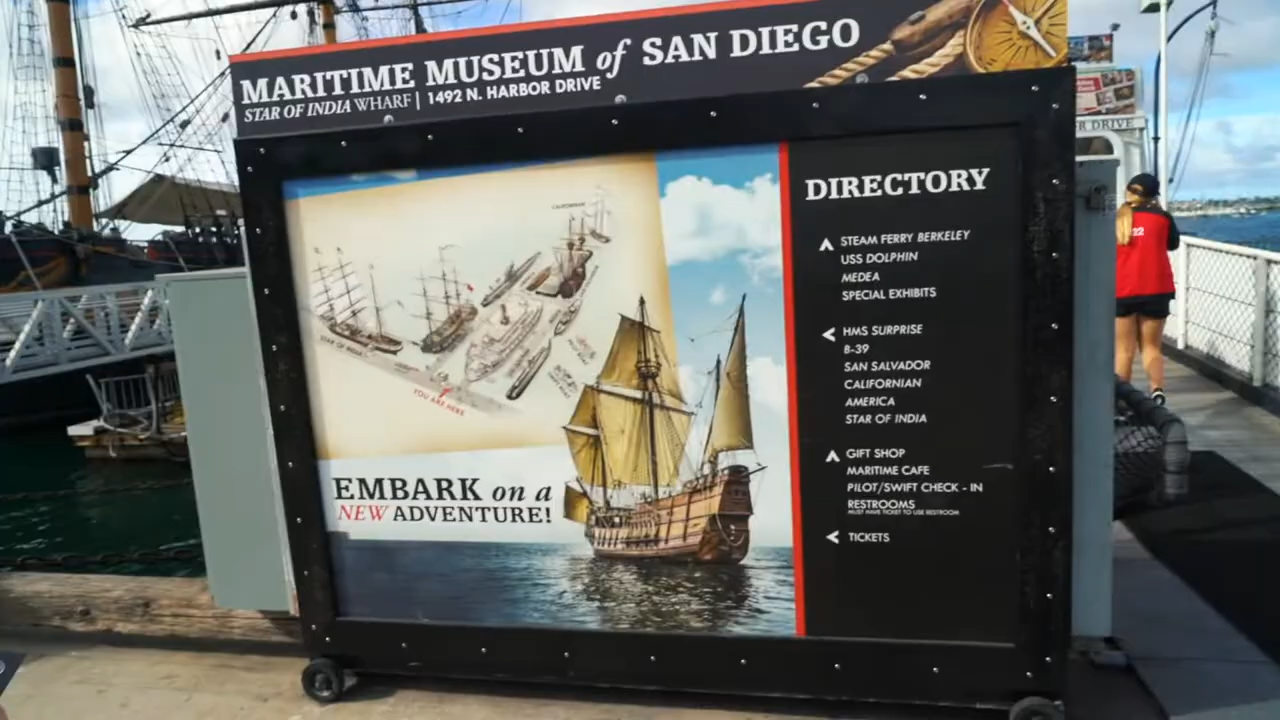 MARITIME MUSEUM of SAN DIEGO
STAR OF INDIA WHARF | 1492 N. HARBOR DRIVE
R DRIVE
22
DIRECTORY
STEAM FERRY BERKELEY
USS DOLPHIN
MEDEA
SPECIAL EXHIBITS
HMS SURPRISE
B-39
SAN SALVADOR
CALIFORNIAN
AMERICA
STAR OF INDIA
GIFT SHOP
MARITIME CAFE
PILOT/SWIFT CHECK - IN
RESTROOMS
MUST HAVE TICKET TO USE RESTROOM
TICKETS
CALIFORNIAN
STAR OF INDIA
YOU ARE HERE
EMBARK on a
NEW ADVENTURE!